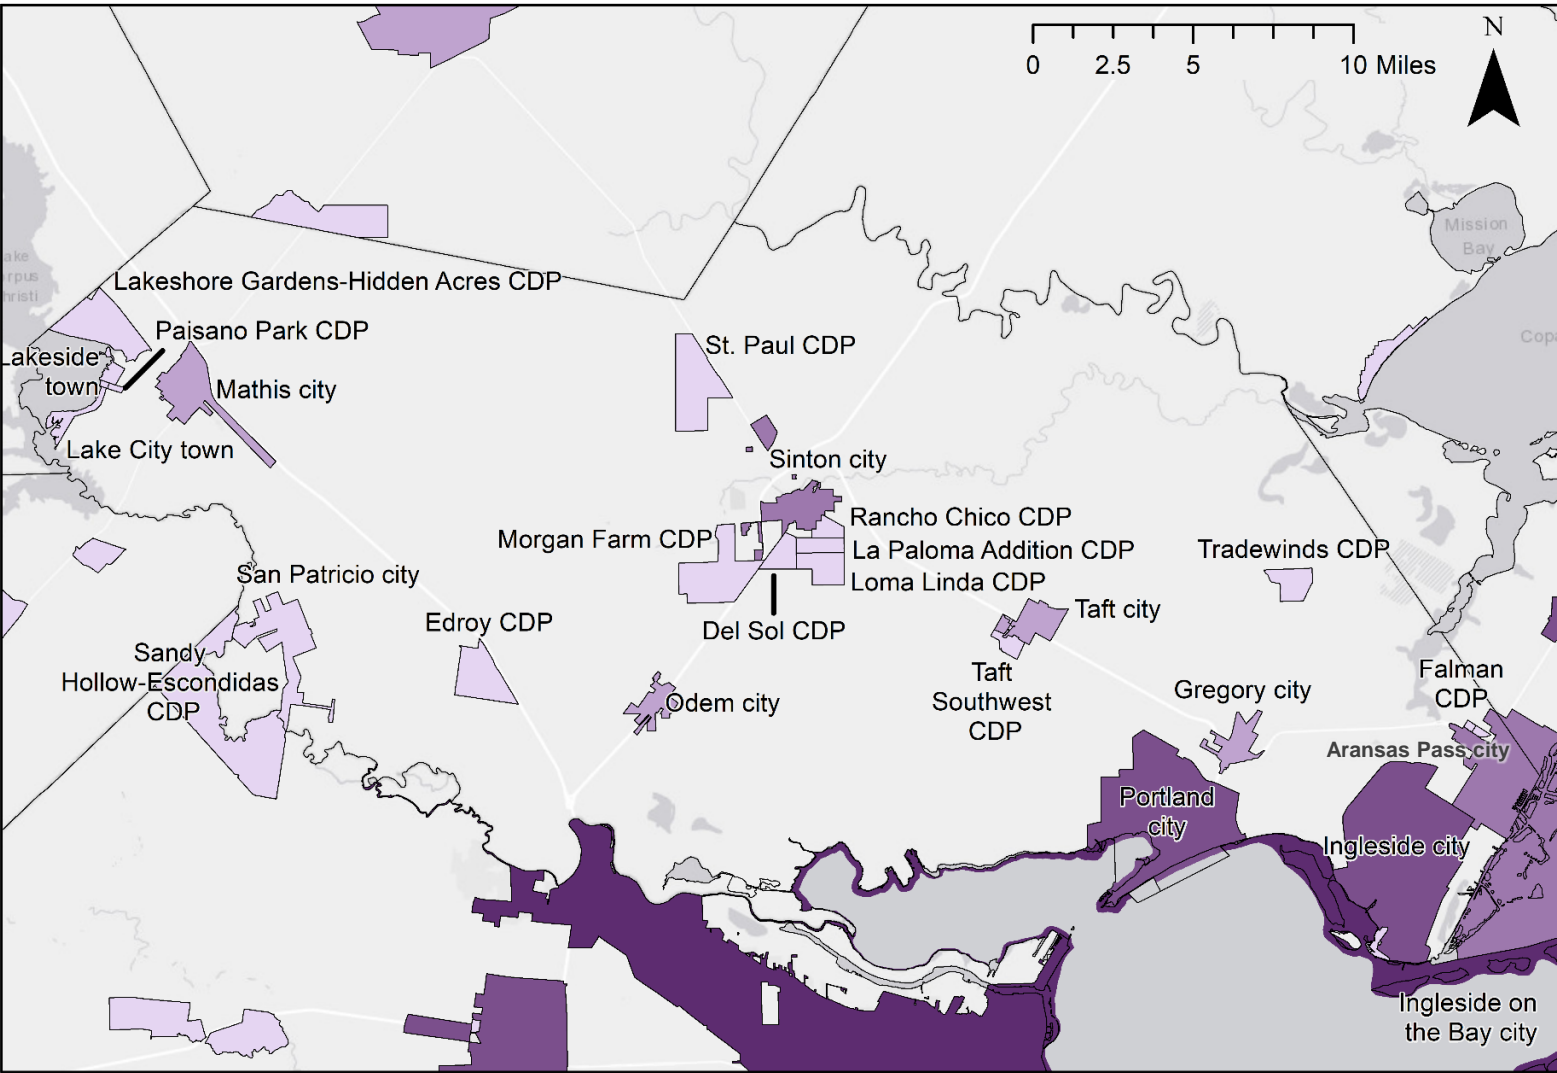 N
0 2.5 5 10 Miles
Mission
Bay
Lakeshore Gardens-Hidden Acres CDP
Paisano Park CDP
St. Paul CDP
Lakeside
town
Mathis city
Lake City town
Sinton city
Rancho Chico CDP
Morgan Farm CDP
La Paloma Addition CDP
Tradewinds CDP
Loma Linda CDP
San Patricio city
Edroy CDP
Del Sol CDP
Taft city
Sandy
Hollow-Escondidas
CDP
Taft
Southwest
CDP
Odem city
Gregory city
Falman
CDP
Aransas Pass city
Portland
city
Ingleside city
Ingleside on
the Bay city